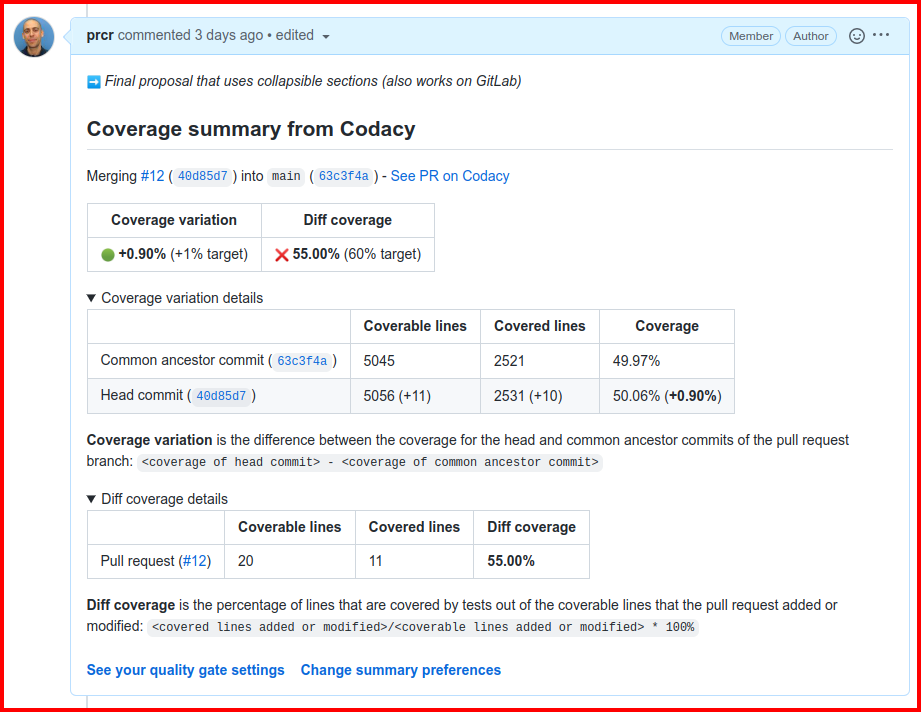 prcr commented 3 days ago • edited
Member
Author
Final proposal that uses collapsible sections (also works on GitLab)
Coverage summary from Codacy
Merging #12 ( 40d85d7 ) into main ( 63c3f4a ) - See PR on Codacy
Coverage variation Diff coverage
+0.90% (+1% target) 55.00% (60% target)
Coverage variation details
Coverable lines Covered lines Coverage
Common ancestor commit ( 63c3f4a ) 5045 2521 49.97%
Head commit ( 40d85d7 ) 5056 (+11) 2531 (+10) 50.06% (+0.90%)
Coverage variation is the difference between the coverage for the head and common ancestor commits of the pull request
branch: <coverage of head commit> - <coverage of common ancestor commit>
Diff coverage details
Coverable lines Covered lines Diff coverage
Pull request (#12) 20 11 55.00%
Diff coverage is the percentage of lines that are covered by tests out of the coverable lines that the pull request added or
modified: <covered lines added or modified>/<coverable lines added or modified> * 100%
See your quality gate settings Change summary preferences